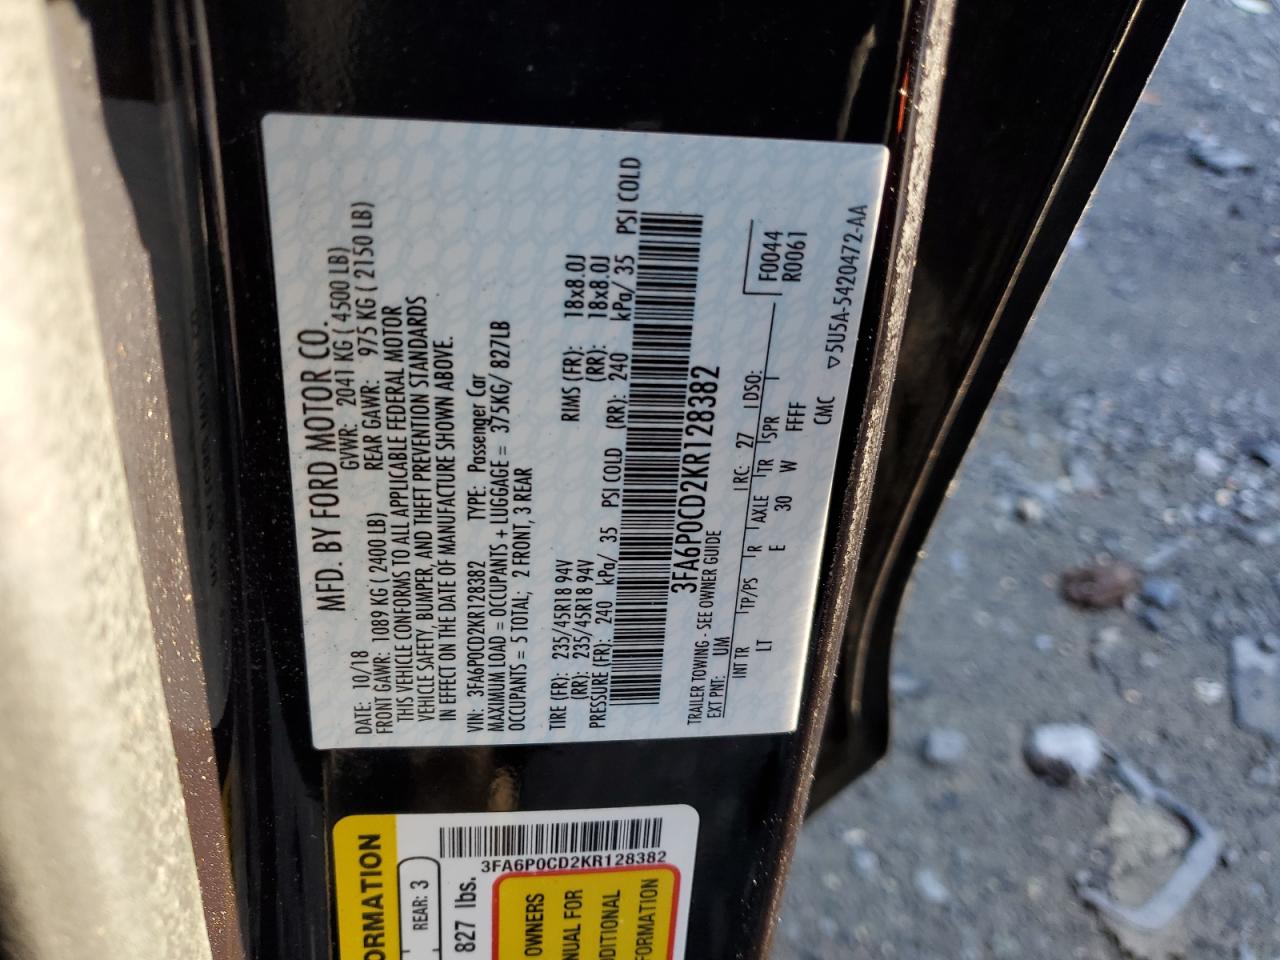 MFD. BY FORD MOTOR CO.
DATE: 10/18 GVWR: 2041 KG ( 4500 LB)
FRONT GAWR: 1089 KG ( 2400 LB) REAR GAWR: 975 KG ( 2150 LB)
THIS VEHICLE CONFORMS TO ALL APPLICABLE FEDERAL MOTOR
VEHICLE SAFETY, BUMPER, AND THEFT PREVENTION STANDARDS
IN EFFECT ON THE DATE OF MANUFACTURE SHOWN ABOVE.
VIN: 3FA6P0CD2KR128382 TYPE: Passenger Car
MAXIMUM LOAD = OCCUPANTS + LUGGAGE = 375KG/ 827LB
OCCUPANTS = 5 TOTAL; 2 FRONT, 3 REAR
TIRE (FR): 235/45R18 94V RIMS (FR): 18x8.0J
(RR): 235/45R18 94V (RR): 18x8.0J
PRESSURE (FR): 240 kPa/ 35 PSI COLD (RR): 240 kPa/ 35 PSI COLD
3FA6P0CD2KR128382
TRAILER TOWING - SEE OWNER GUIDE
EXT PNT: UM RC: 27 DSO: F0044
R0061
INT TR TP/PS R AXLE TR SPR
LT E 30 W FFFF
CMC ▽5U5A-5420472-AA
ORMATION
REAR: 3
827 lbs.
3FA6P0CD2KR128382
OWNERS
NUAL FOR
DDITIONAL
FORMATION